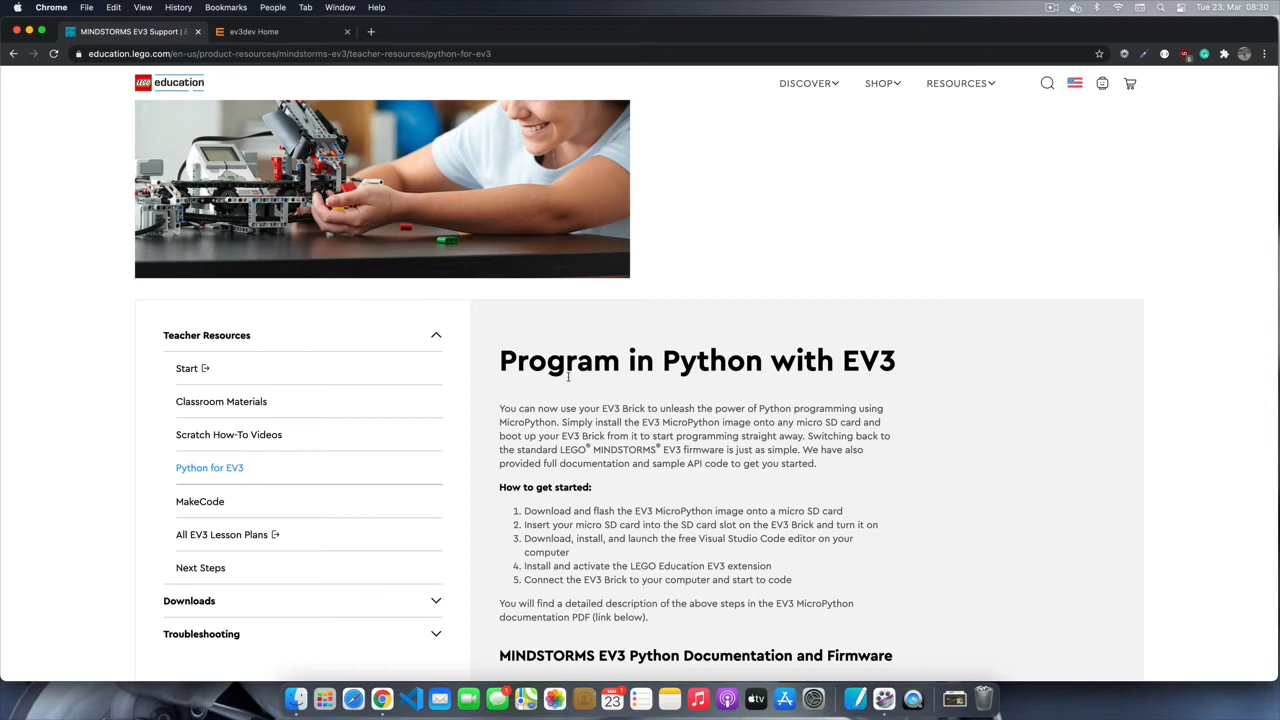 Chrome File Edit View History Bookmarks People Tab Window Help Tue 23. Mar 08:30
MINDSTORMS EV3 Support | E ev3dev Home
education.lego.com/en-us/product-resources/mindstorms-ev3/teacher-resources/python-for-ev3
LEGO education DISCOVER SHOP RESOURCES
Teacher Resources
Start
Classroom Materials
Scratch How-To Videos
Python for EV3
MakeCode
All EV3 Lesson Plans
Next Steps
Downloads
Troubleshooting
Program in Python with EV3
You can now use your EV3 Brick to unleash the power of Python programming using
MicroPython. Simply install the EV3 MicroPython image onto any micro SD card and
boot up your EV3 Brick from it to start programming straight away. Switching back to
the standard LEGO® MINDSTORMS® EV3 firmware is just as simple. We have also
provided full documentation and sample API code to get you started.
How to get started:
1. Download and flash the EV3 MicroPython image onto a micro SD card
2. Insert your micro SD card into the SD card slot on the EV3 Brick and turn it on
3. Download, install, and launch the free Visual Studio Code editor on your
computer
4. Install and activate the LEGO Education EV3 extension
5. Connect the EV3 Brick to your computer and start to code
You will find a detailed description of the above steps in the EV3 MicroPython
documentation PDF (link below).
MINDSTORMS EV3 Python Documentation and Firmware
23